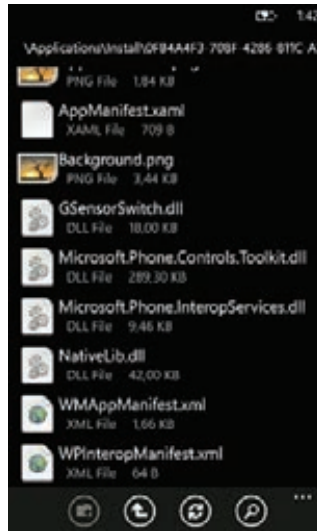 1:42
\Applications\Install\0FB4A4F3-708F-4286-811C-A
PNG File 1,84 KB
AppManifest.xaml
XAML File 709 B
Background.png
PNG File 3,44 KB
GSensorSwitch.dll
DLL File 18,00 KB
Microsoft.Phone.Controls.Toolkit.dll
DLL File 289,30 KB
Microsoft.Phone.InteropServices.dll
DLL File 9,46 KB
NativeLib.dll
DLL File 42,00 KB
WMAppManifest.xml
XML File 1,66 KB
WPInteropManifest.xml
XML File 64 B